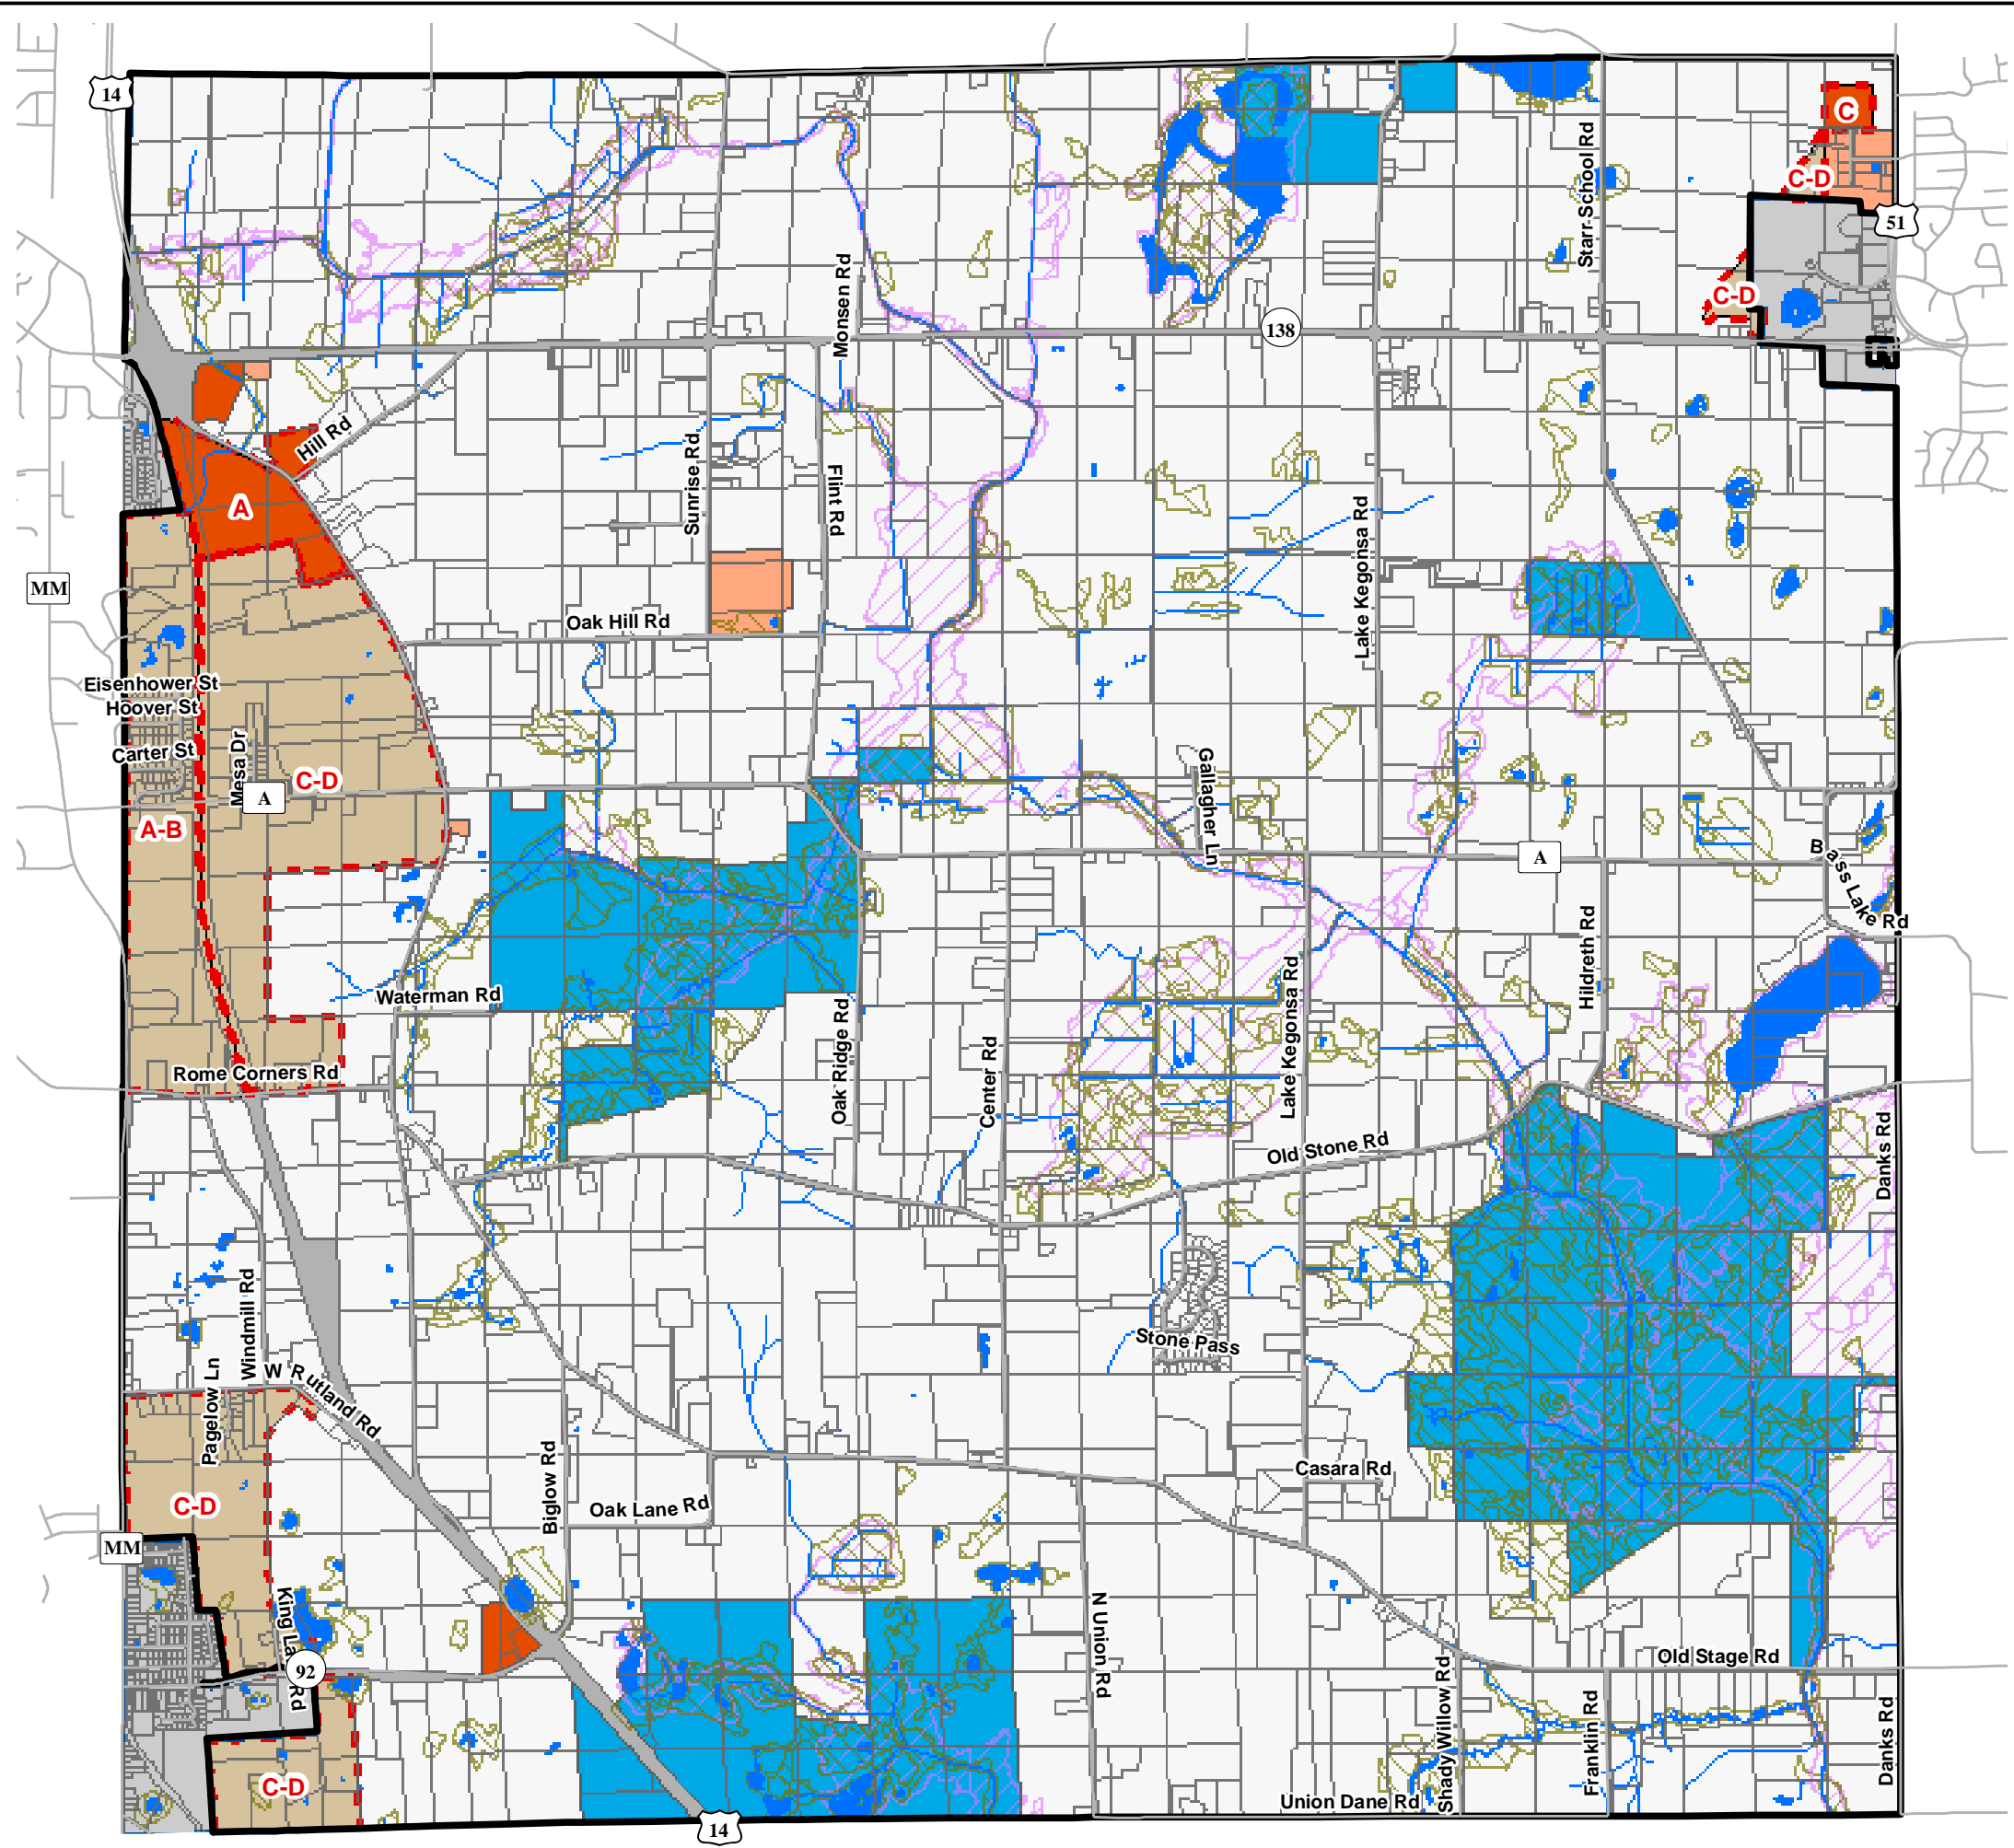 14
C
C-D
51
Starr-School Rd
C-D
Monsen Rd
138
Hill Rd
A
Sunrise Rd
Flint Rd
Lake Kegonsa Rd
MM
Oak Hill Rd
Eisenhower St
Hoover St
Carter St
Mesa Dr
C-D
A
A-B
Gallagher Ln
A
Bass Lake Rd
Hildreth Rd
Waterman Rd
Oak Ridge Rd
Center Rd
Lake Kegonsa Rd
Rome Corners Rd
Old Stone Rd
Danks Rd
Windmill Rd
Stone Pass
Pagelow Ln
W Rutland Rd
Casara Rd
C-D
Biglow Rd
Oak Lane Rd
MM
King La
Rd
92
N Union Rd
Old Stage Rd
Shady Willow Rd
Franklin Rd
Danks Rd
C-D
Union Dane Rd
14